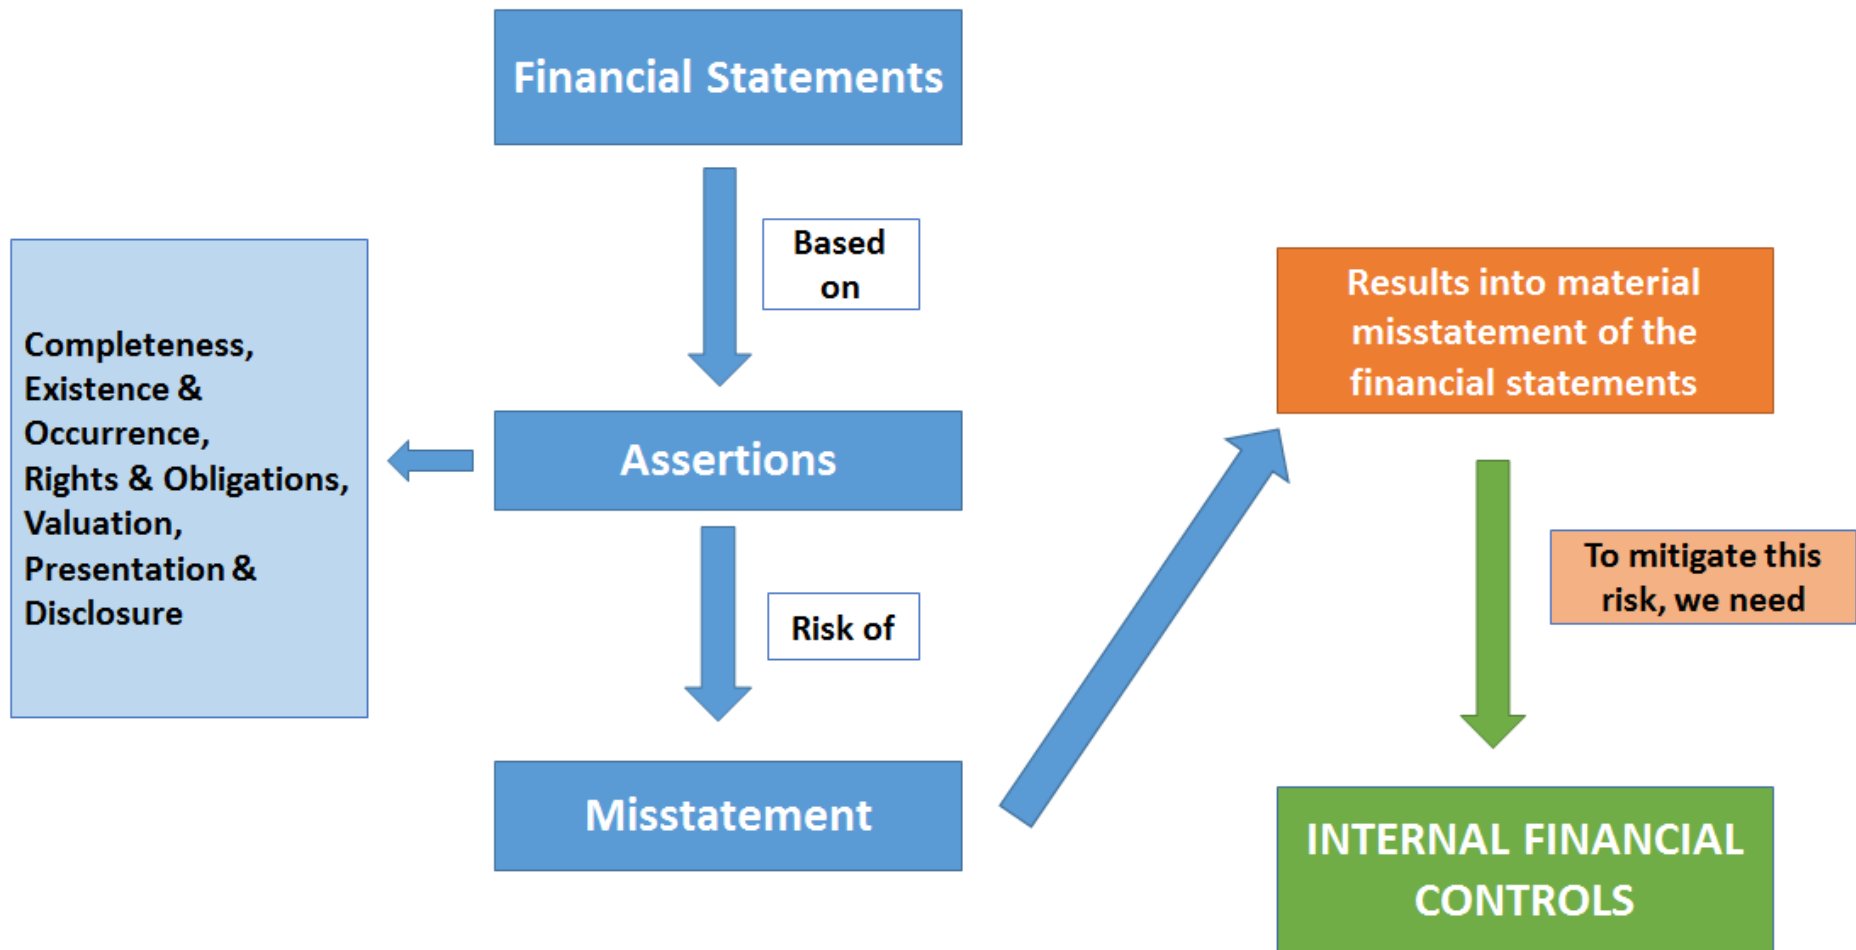 Financial Statements
Based
on
Completeness,
Existence &
Occurrence,
Rights & Obligations,
Valuation,
Presentation &
Disclosure
Assertions
Risk of
Misstatement
Results into material
misstatement of the
financial statements
To mitigate this
risk, we need
INTERNAL FINANCIAL
CONTROLS